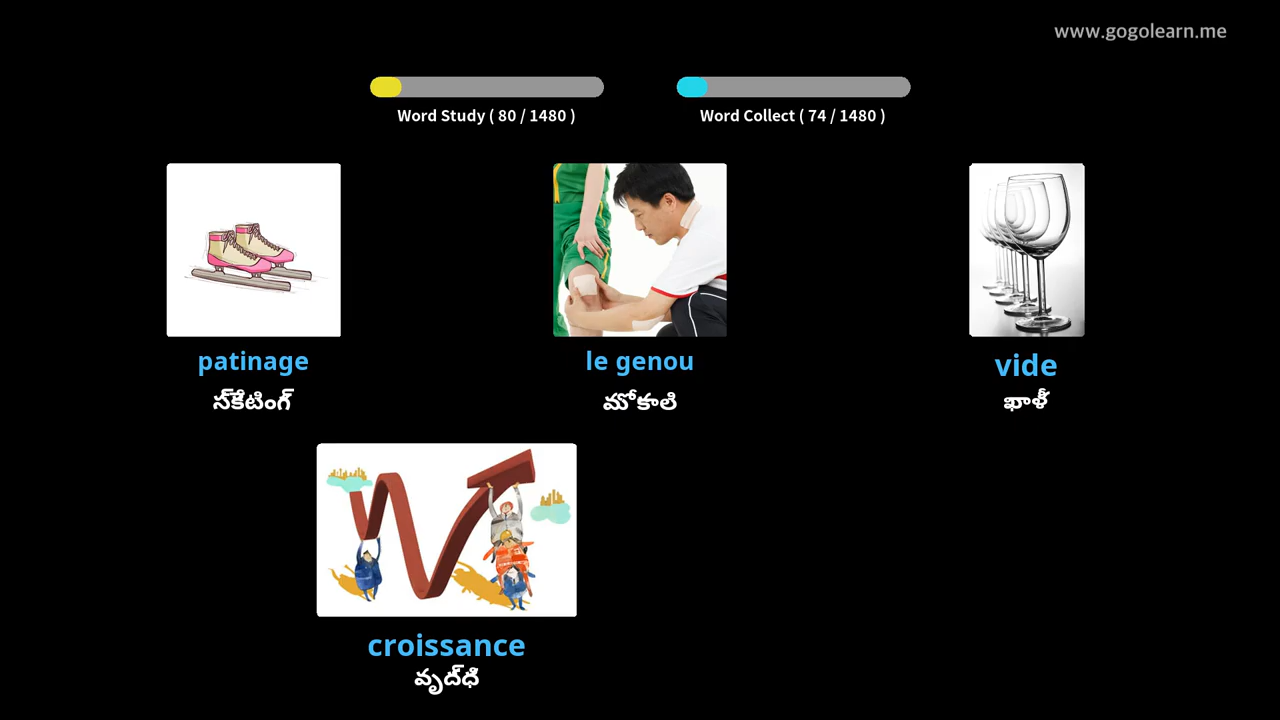 www.gogolearn.me
Word Study ( 80 / 1480 )
Word Collect ( 74 / 1480 )
patinage
le genou
vide
స్కేటింగ్
మోకాలి
ఖాళీ
croissance
వృద్ధి